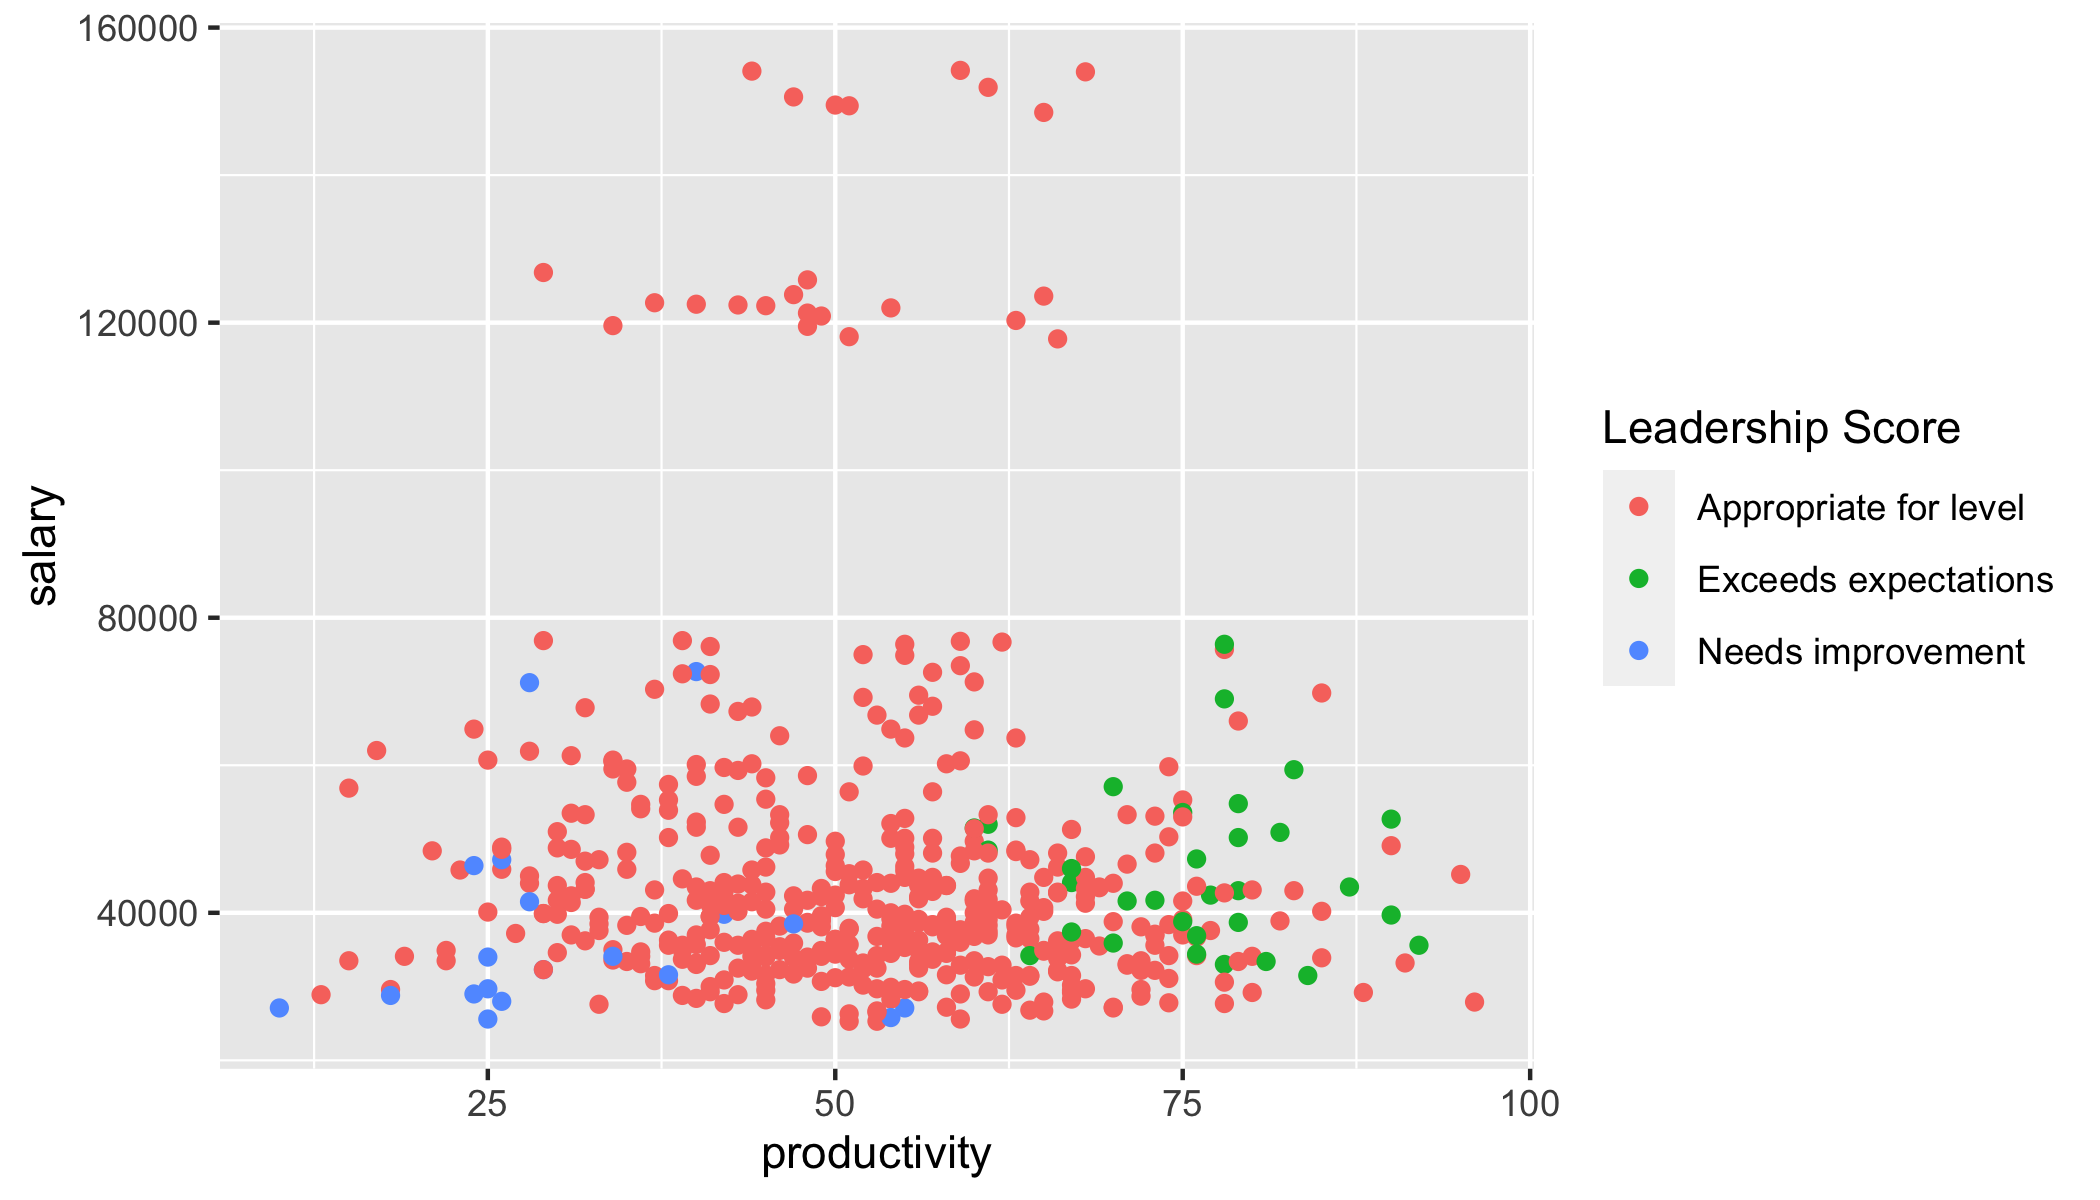 160000
120000
80000
40000
salary
25
50
75
100
productivity
Leadership Score
Appropriate for level
Exceeds expectations
Needs improvement